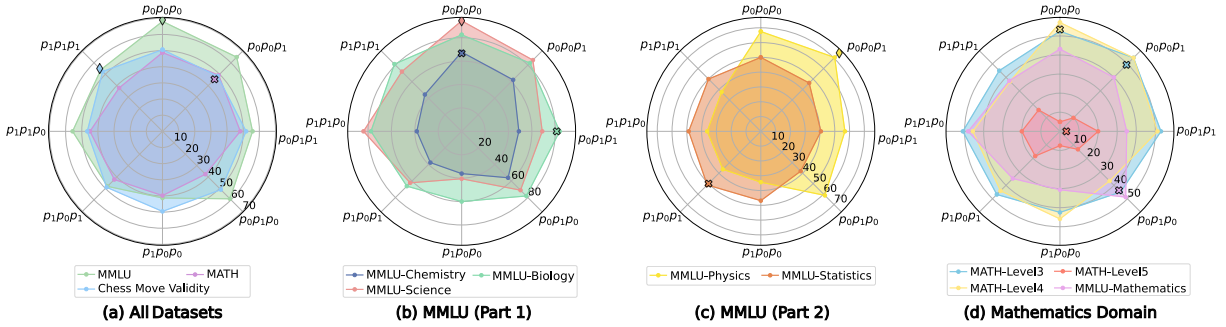 p₀p₀p₀
p₀p₀p₁
p₀p₁p₁
p₀p₁p₀
p₁p₀p₀
p₁p₀p₁
p₁p₁p₀
p₁p₁p₁
10
20
30
40
50
60
70
MMLU
MATH
Chess Move Validity
(a) All Datasets
p₀p₀p₀
p₀p₀p₁
p₀p₁p₁
p₀p₁p₀
p₁p₀p₀
p₁p₀p₁
p₁p₁p₀
p₁p₁p₁
20
40
60
80
MMLU-Chemistry
MMLU-Biology
MMLU-Science
(b) MMLU (Part 1)
p₀p₀p₀
p₀p₀p₁
p₀p₁p₁
p₀p₁p₀
p₁p₀p₀
p₁p₀p₁
p₁p₁p₀
p₁p₁p₁
10
20
30
40
50
60
70
MMLU-Physics
MMLU-Statistics
(c) MMLU (Part 2)
p₀p₀p₀
p₀p₀p₁
p₀p₁p₁
p₀p₁p₀
p₁p₀p₀
p₁p₀p₁
p₁p₁p₀
p₁p₁p₁
10
20
30
40
50
MATH-Level3
MATH-Level5
MATH-Level4
MMLU-Mathematics
(d) Mathematics Domain